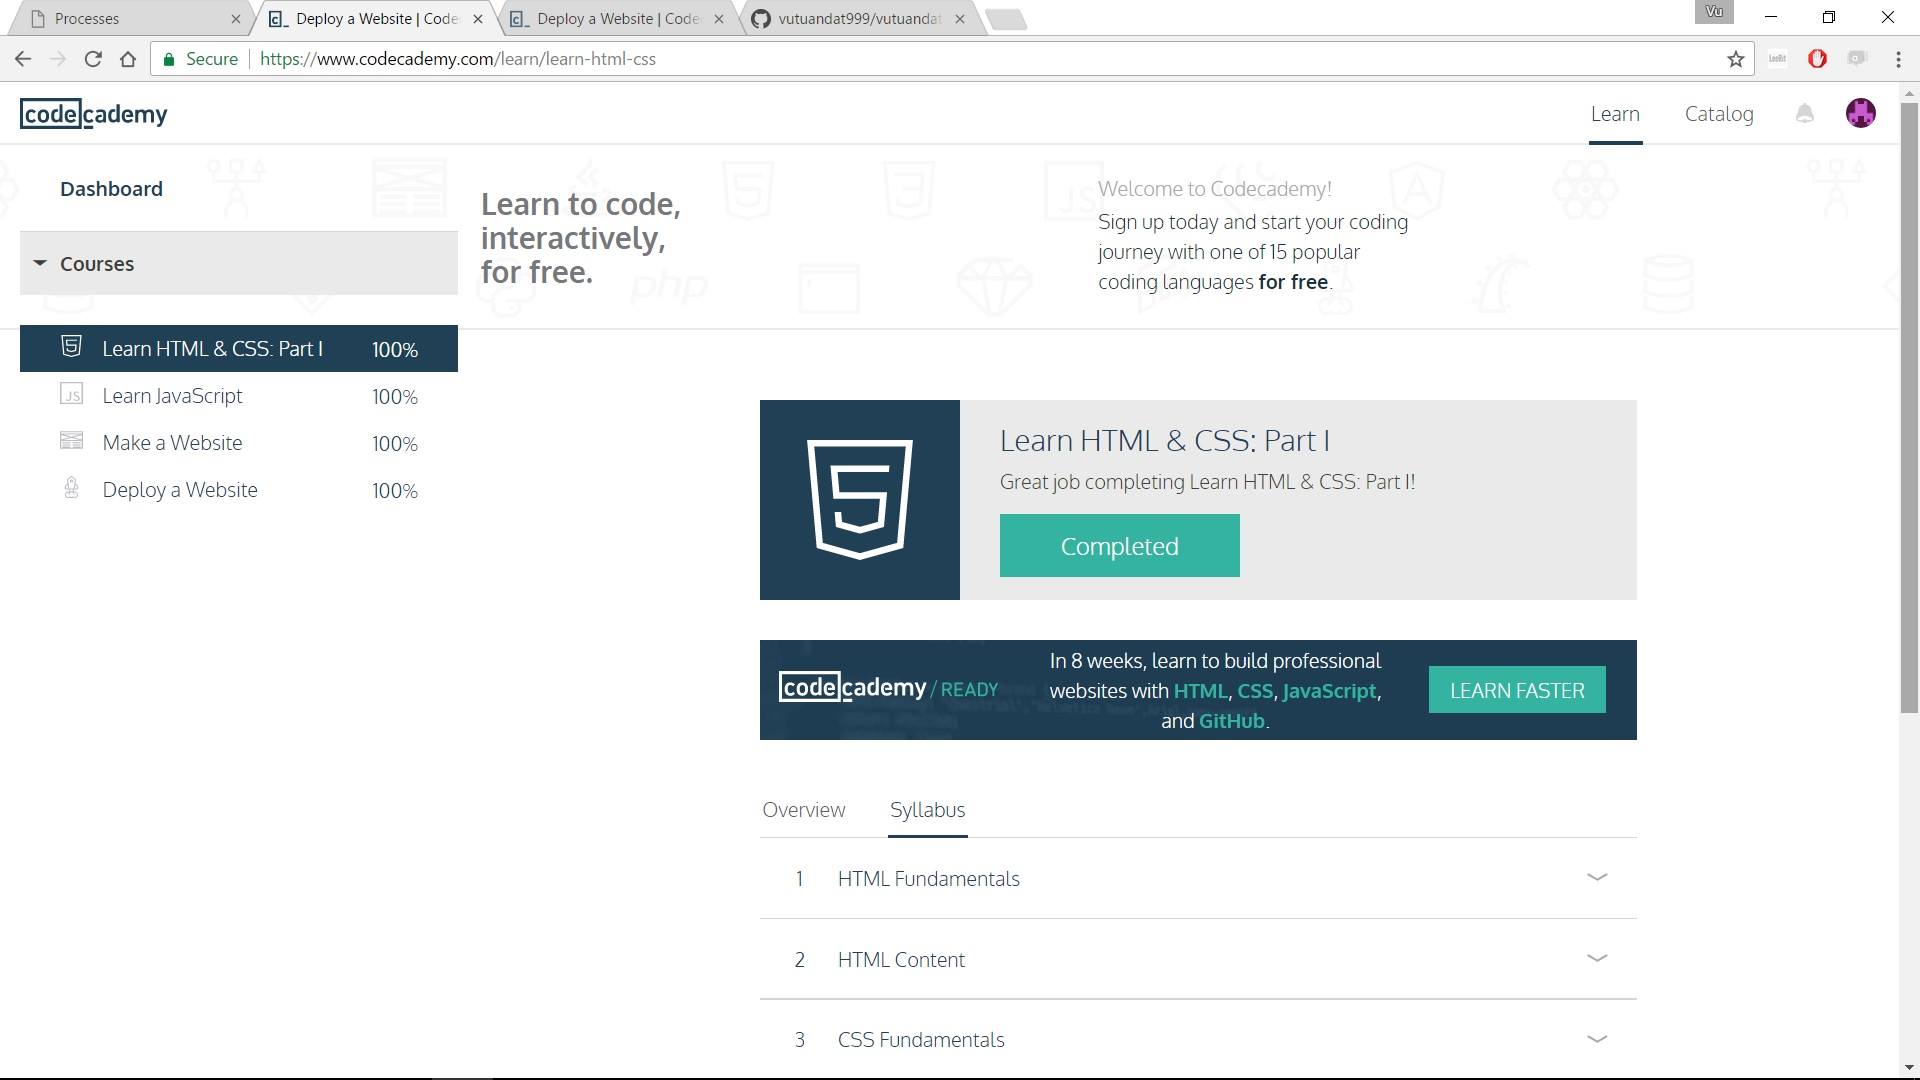 Processes
Deploy a Website | Code
Deploy a Website | Codec
vutuandat999/vutuandat
Vu
Secure
https://www.codecademy.com/learn/learn-html-css
codecademy
Learn
Catalog
Dashboard
Courses
Learn HTML & CSS: Part I 100%
JS Learn JavaScript 100%
Make a Website 100%
Deploy a Website 100%
Learn to code,
interactively,
for free.
php
JS
Welcome to Codecademy!
Sign up today and start your coding
journey with one of 15 popular
coding languages for free.
Learn HTML & CSS: Part I
Great job completing Learn HTML & CSS: Part I!
Completed
codecademy / READY
In 8 weeks, learn to build professional
websites with HTML, CSS, JavaScript,
and GitHub.
LEARN FASTER
Overview
Syllabus
1 HTML Fundamentals
2 HTML Content
3 CSS Fundamentals